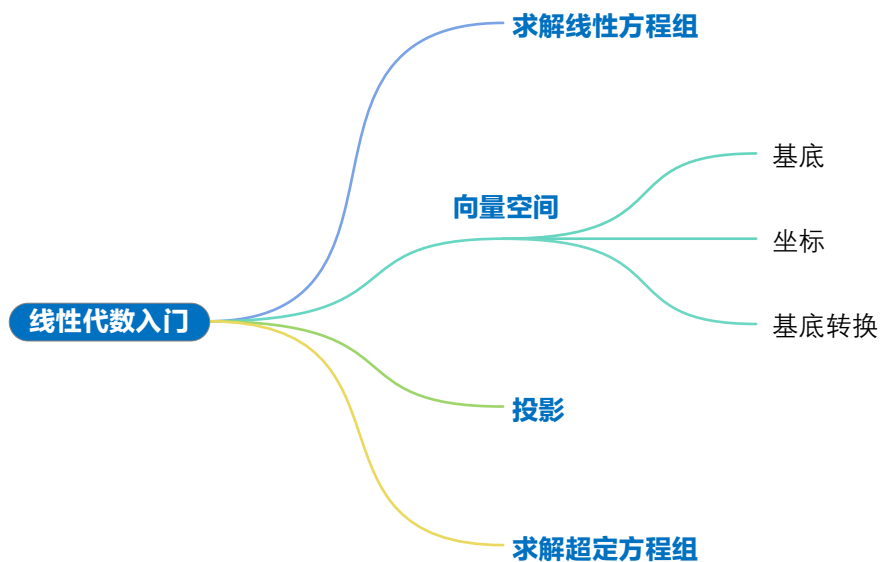 求解线性方程组
基底
向量空间
坐标
线性代数入门
基底转换
投影
求解超定方程组